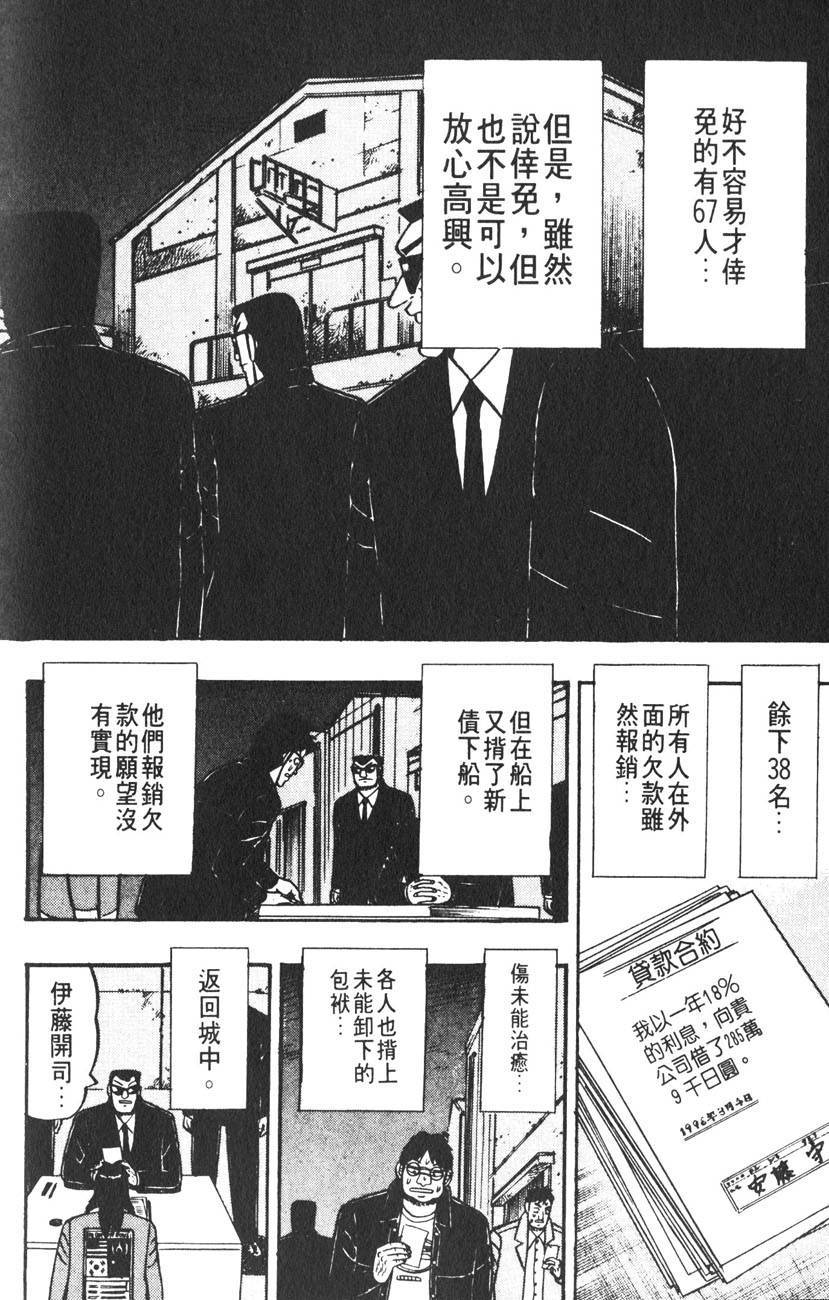 好不容易才倖
免的有67人…
但是，雖然
說倖免，但
也不是可以
放心高興。
餘下38名…
所有人在外
面的欠款雖
然報銷…
但在船上
又揹了新
債下船。
他們報銷欠
款的願望沒
有實現。
貸款合約
我以一年18%
的利息，向貴
公司借了285萬
9千日圓。
傷未能治癒…
各人也揹上
未能卸下的
包袱…
返回城中。
伊藤開司…